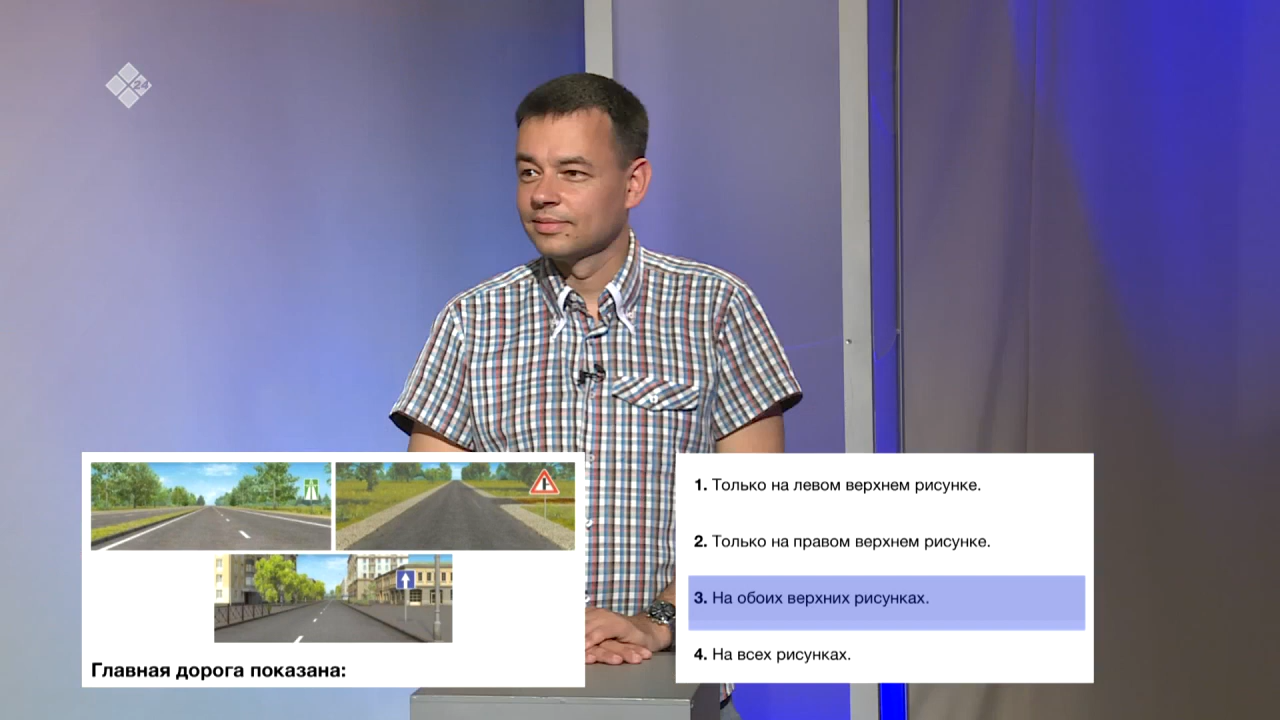 24
1. Только на левом верхнем рисунке.
2. Только на правом верхнем рисунке.
3. На обоих верхних рисунках.
4. На всех рисунках.
Главная дорога показана: